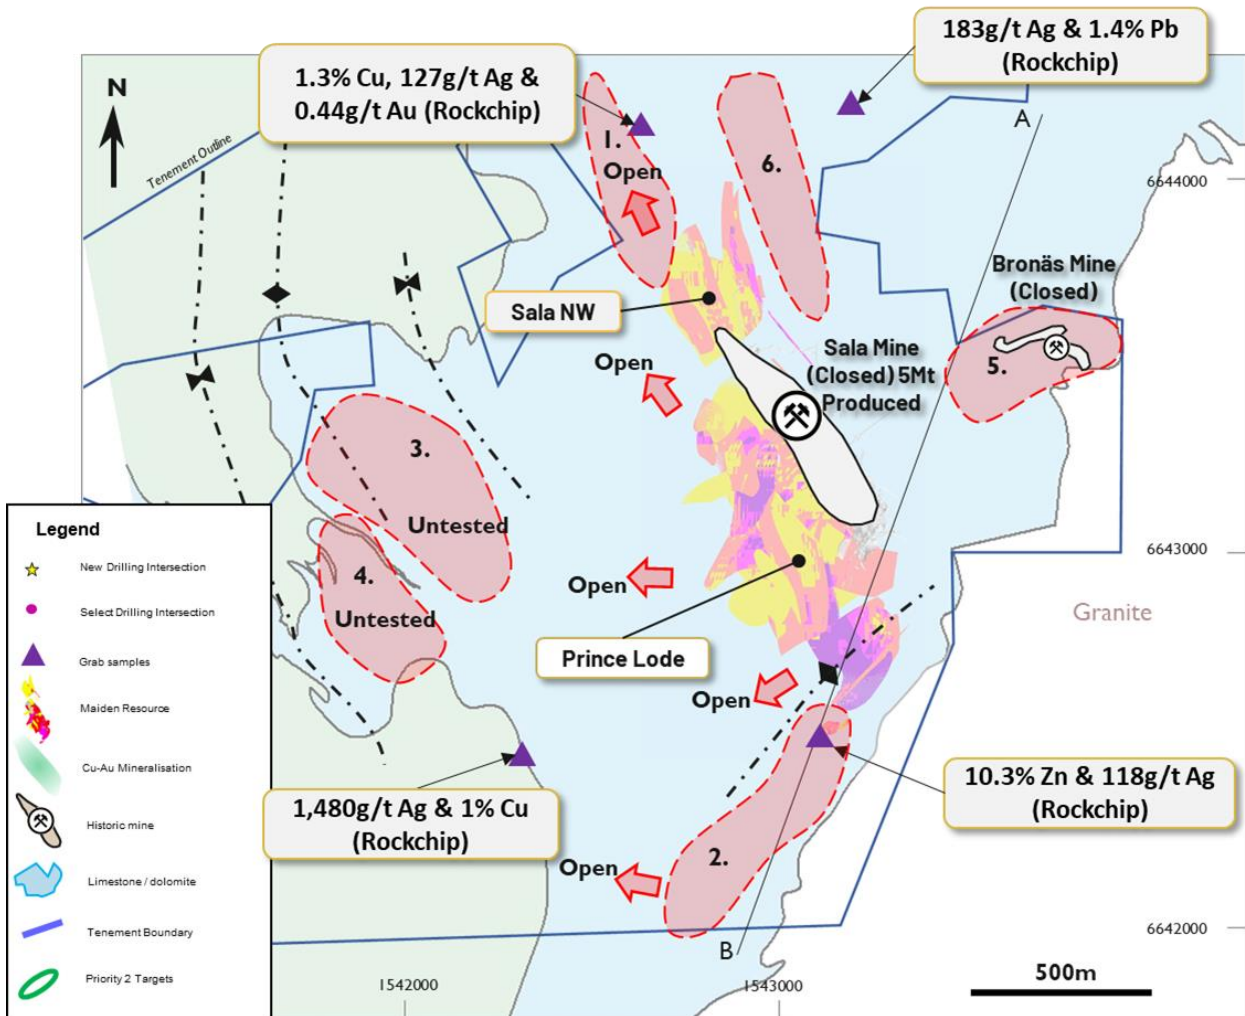 183g/t Ag & 1.4% Pb
(Rockchip)
1.3% Cu, 127g/t Ag &
0.44g/t Au (Rockchip)
N
A
Tenement Outline
1.
Open
6.
6644000
Bronäs Mine
(Closed)
Sala NW
Sala Mine
(Closed) 5Mt
Produced
Open
5.
3.
Untested
Legend
New Drilling Intersection
Select Drilling Intersection
Grab samples
Maiden Resource
Cu-Au Mineralisation
Historic mine
Limestone / dolomite
Tenement Boundary
Priority 2 Targets
6643000
4.
Untested
Open
Granite
Prince Lode
Open
10.3% Zn & 118g/t Ag
(Rockchip)
1,480g/t Ag & 1% Cu
(Rockchip)
Open
2.
6642000
B
1542000
1543000
500m